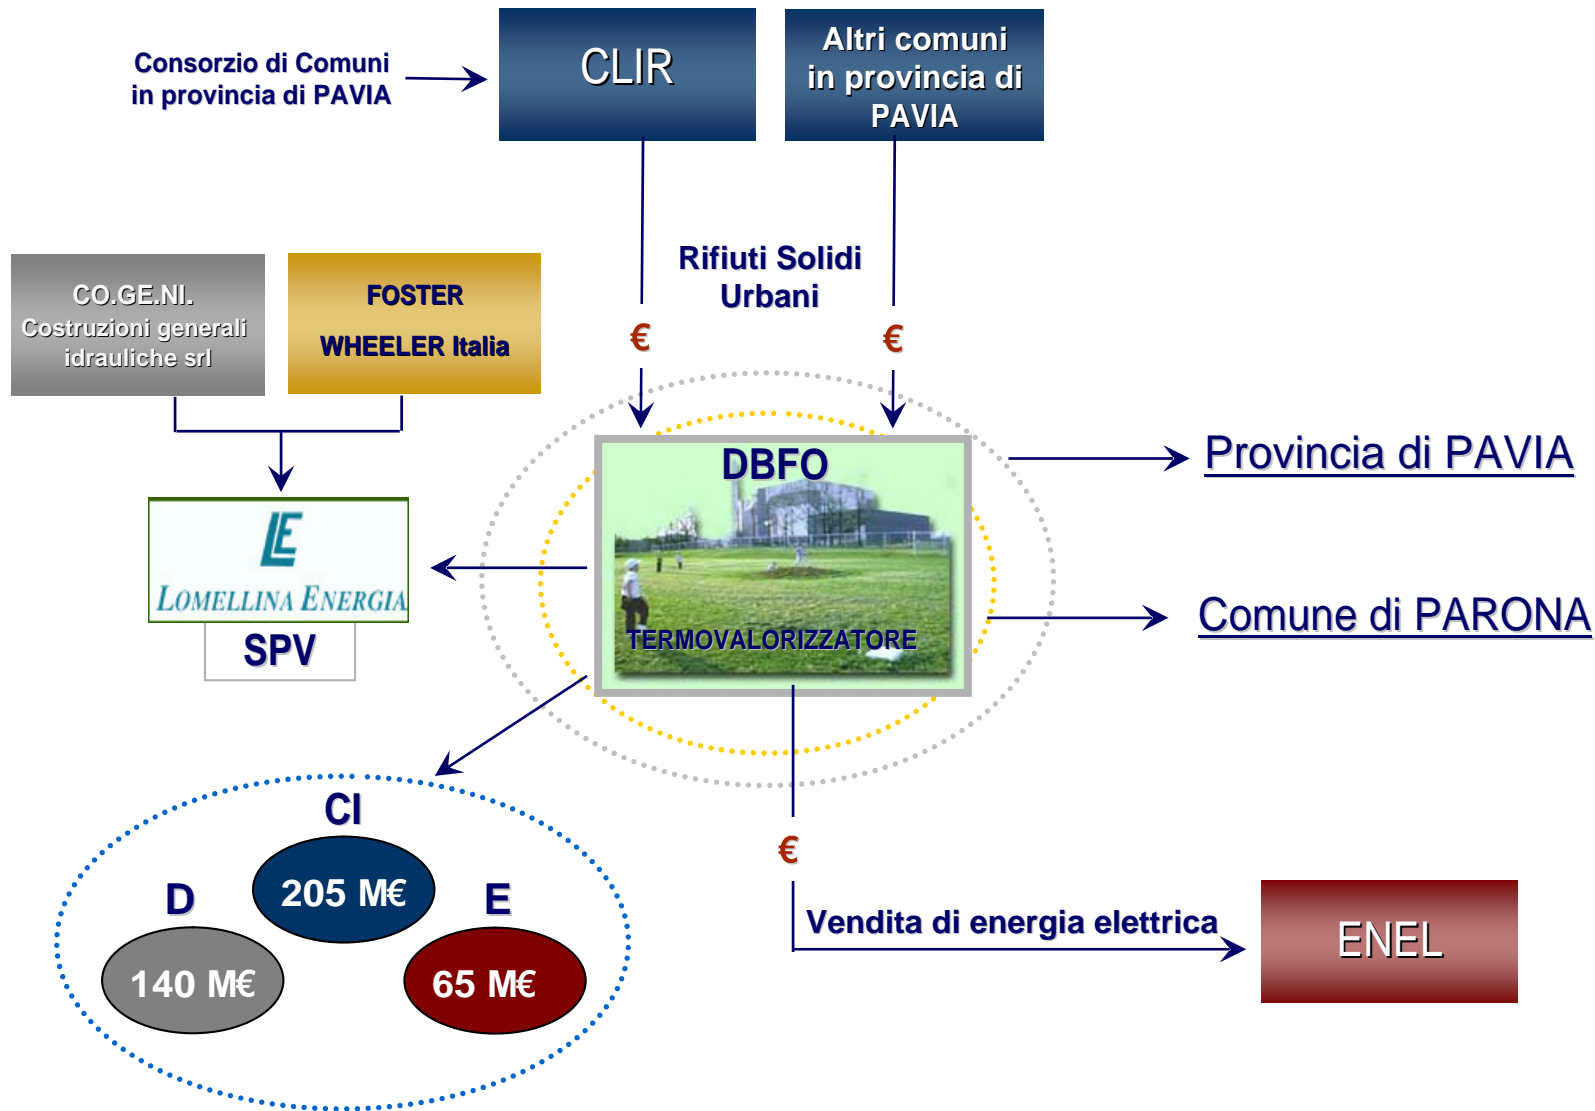 Consorzio di Comuni
in provincia di PAVIA
CLIR
Altri comuni
in provincia di
PAVIA
Rifiuti Solidi
Urbani
CO.GE.NI.
Costruzioni generali
idrauliche srl
FOSTER
WHEELER Italia
€
€
DBFO
TERMOVALORIZZATORE
Provincia di PAVIA
Comune di PARONA
LE
LOMELLINA ENERGIA
SPV
CI
205 M€
D
140 M€
E
65 M€
€
Vendita di energia elettrica
ENEL